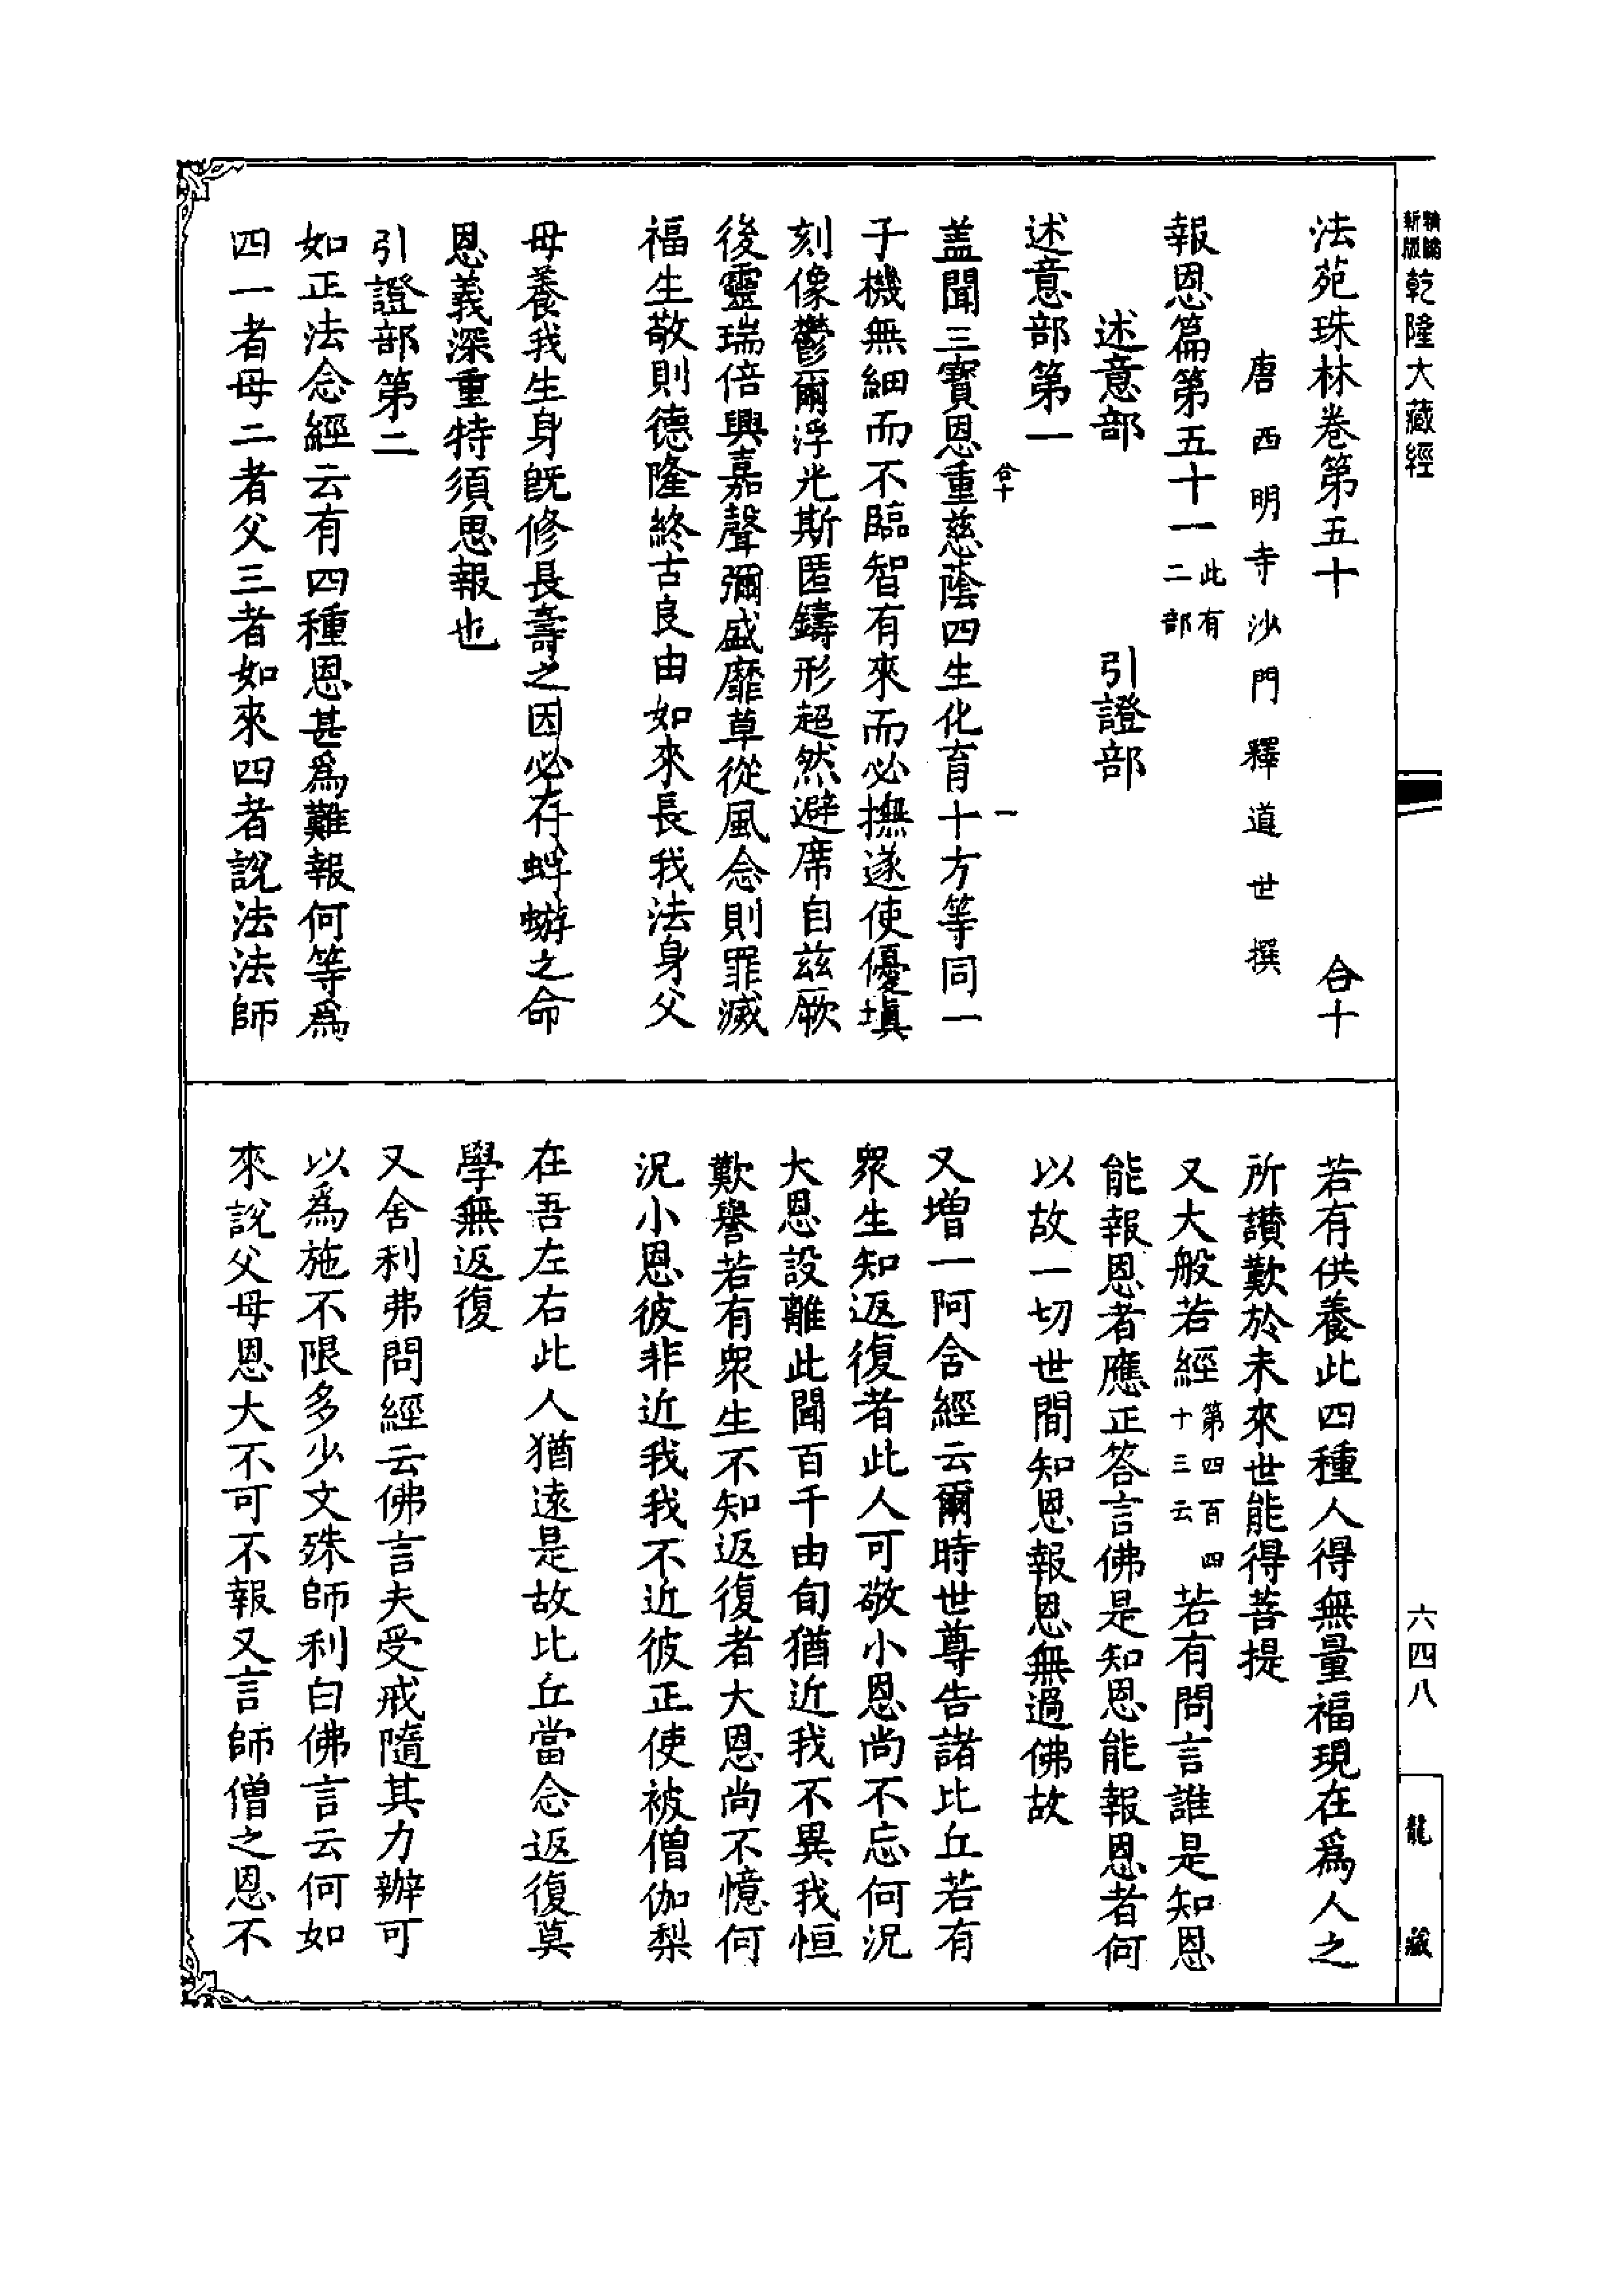 新版
精編
乾隆大藏經
法苑珠林卷第五十 合十
唐西明寺沙門釋道世撰
報恩篇第五十一此有二部
述意部 引證部
述意部第一
合十 一
蓋聞三寶恩重慈蔭四生化育十方等同一
子機無細而不臨智有來而必撫遂使優塡
刻像鬱爾浮光斯匿鑄形超然避席自茲厥
後靈瑞倍興嘉聲彌盛靡草從風念則罪滅
福生敬則德隆終古良由如來長我法身父
母養我生身旣修長壽之因必存蜉蝣之命
恩義深重特須思報也
引證部第二
如正法念經云有四種恩甚爲難報何等爲
四一者母二者父三者如來四者說法法師
若有供養此四種人得無量福現在爲人之
所讚歎於未來世能得菩提
又大般若經第四百四十三云若有問言誰是知恩
能報恩者應正答言佛是知恩能報恩者何
以故一切世間知恩報恩無過佛故
又增一阿含經云爾時世尊告諸比丘若有
衆生知返復者此人可敬小恩尚不忘何況
大恩設離此間百千由旬猶近我不異我恒
歎譽若有衆生不知返復者大恩尚不憶何
況小恩彼非近我我不近彼正使被僧伽梨
在吾左右此人猶遠是故比丘當念返復莫
學無返復
又舍利弗問經云佛言夫受戒隨其力辦可
以爲施不限多少文殊師利白佛言云何如
來說父母恩大不可不報又言師僧之恩不
六四八
龍藏